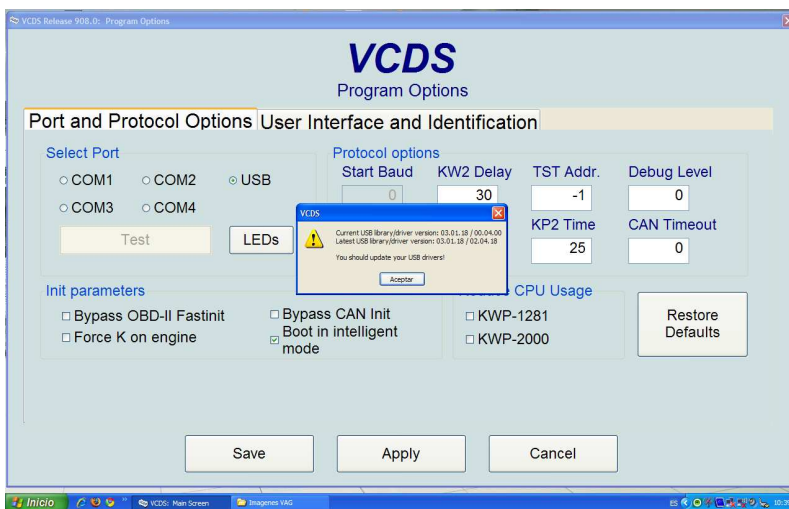 VCDS Release 908.0: Program Options
VCDS
Program Options
Port and Protocol Options User Interface and Identification
Select Port
COM1 COM2 USB
COM3 COM4
Test LEDs
Protocol options
Start Baud KW2 Delay TST Addr. Debug Level
0 30 -1 0
KP2 Time CAN Timeout
25 0
VCDS
Current USB library/driver version: 03.01.18 / 00.04.00
Latest USB library/driver version: 03.01.18 / 02.04.18
You should update your USB drivers!
Aceptar
Init parameters
Bypass OBD-II Fastinit Bypass CAN Init
Force K on engine Boot in intelligent
mode
CPU Usage
KWP-1281
KWP-2000
Restore
Defaults
Save Apply Cancel
Inicio VCDS: Main Screen Imagenes VAG ES